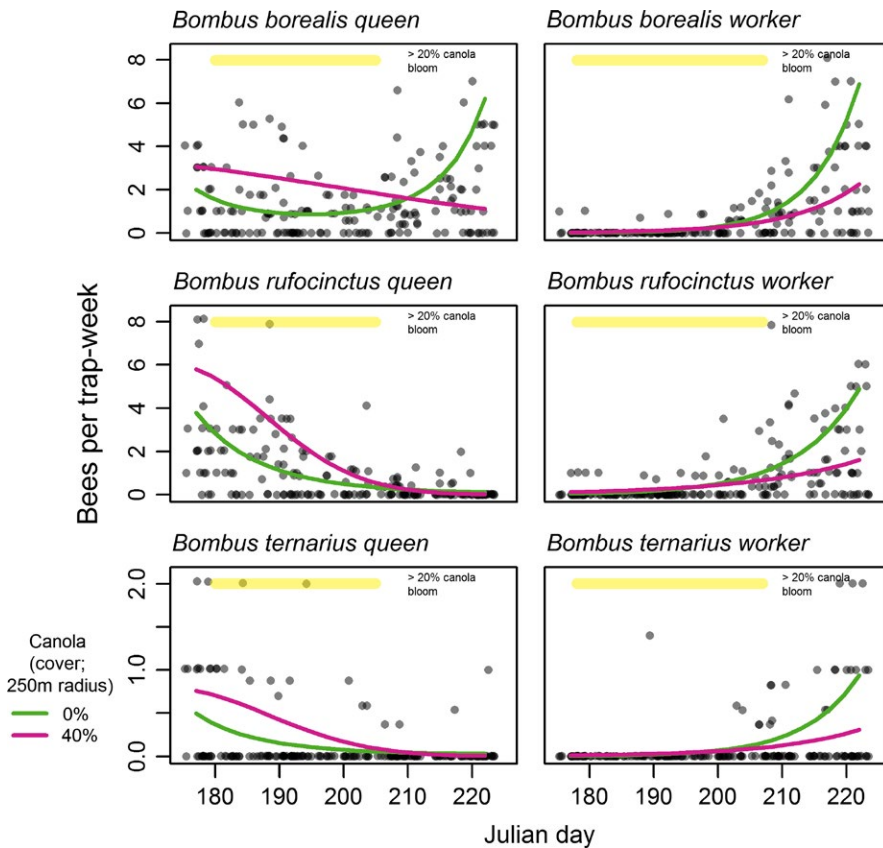 Bombus borealis queen
Bombus borealis worker
8
6
4
2
0
> 20% canola
bloom
> 20% canola
bloom
Bombus rufocinctus queen
Bombus rufocinctus worker
Bees per trap-week
8
6
4
2
0
> 20% canola
bloom
> 20% canola
bloom
Bombus ternarius queen
Bombus ternarius worker
2.0
1.0
0.0
> 20% canola
bloom
> 20% canola
bloom
Canola
(cover;
250m radius)
0%
40%
180 190 200 210 220
180 190 200 210 220
Julian day